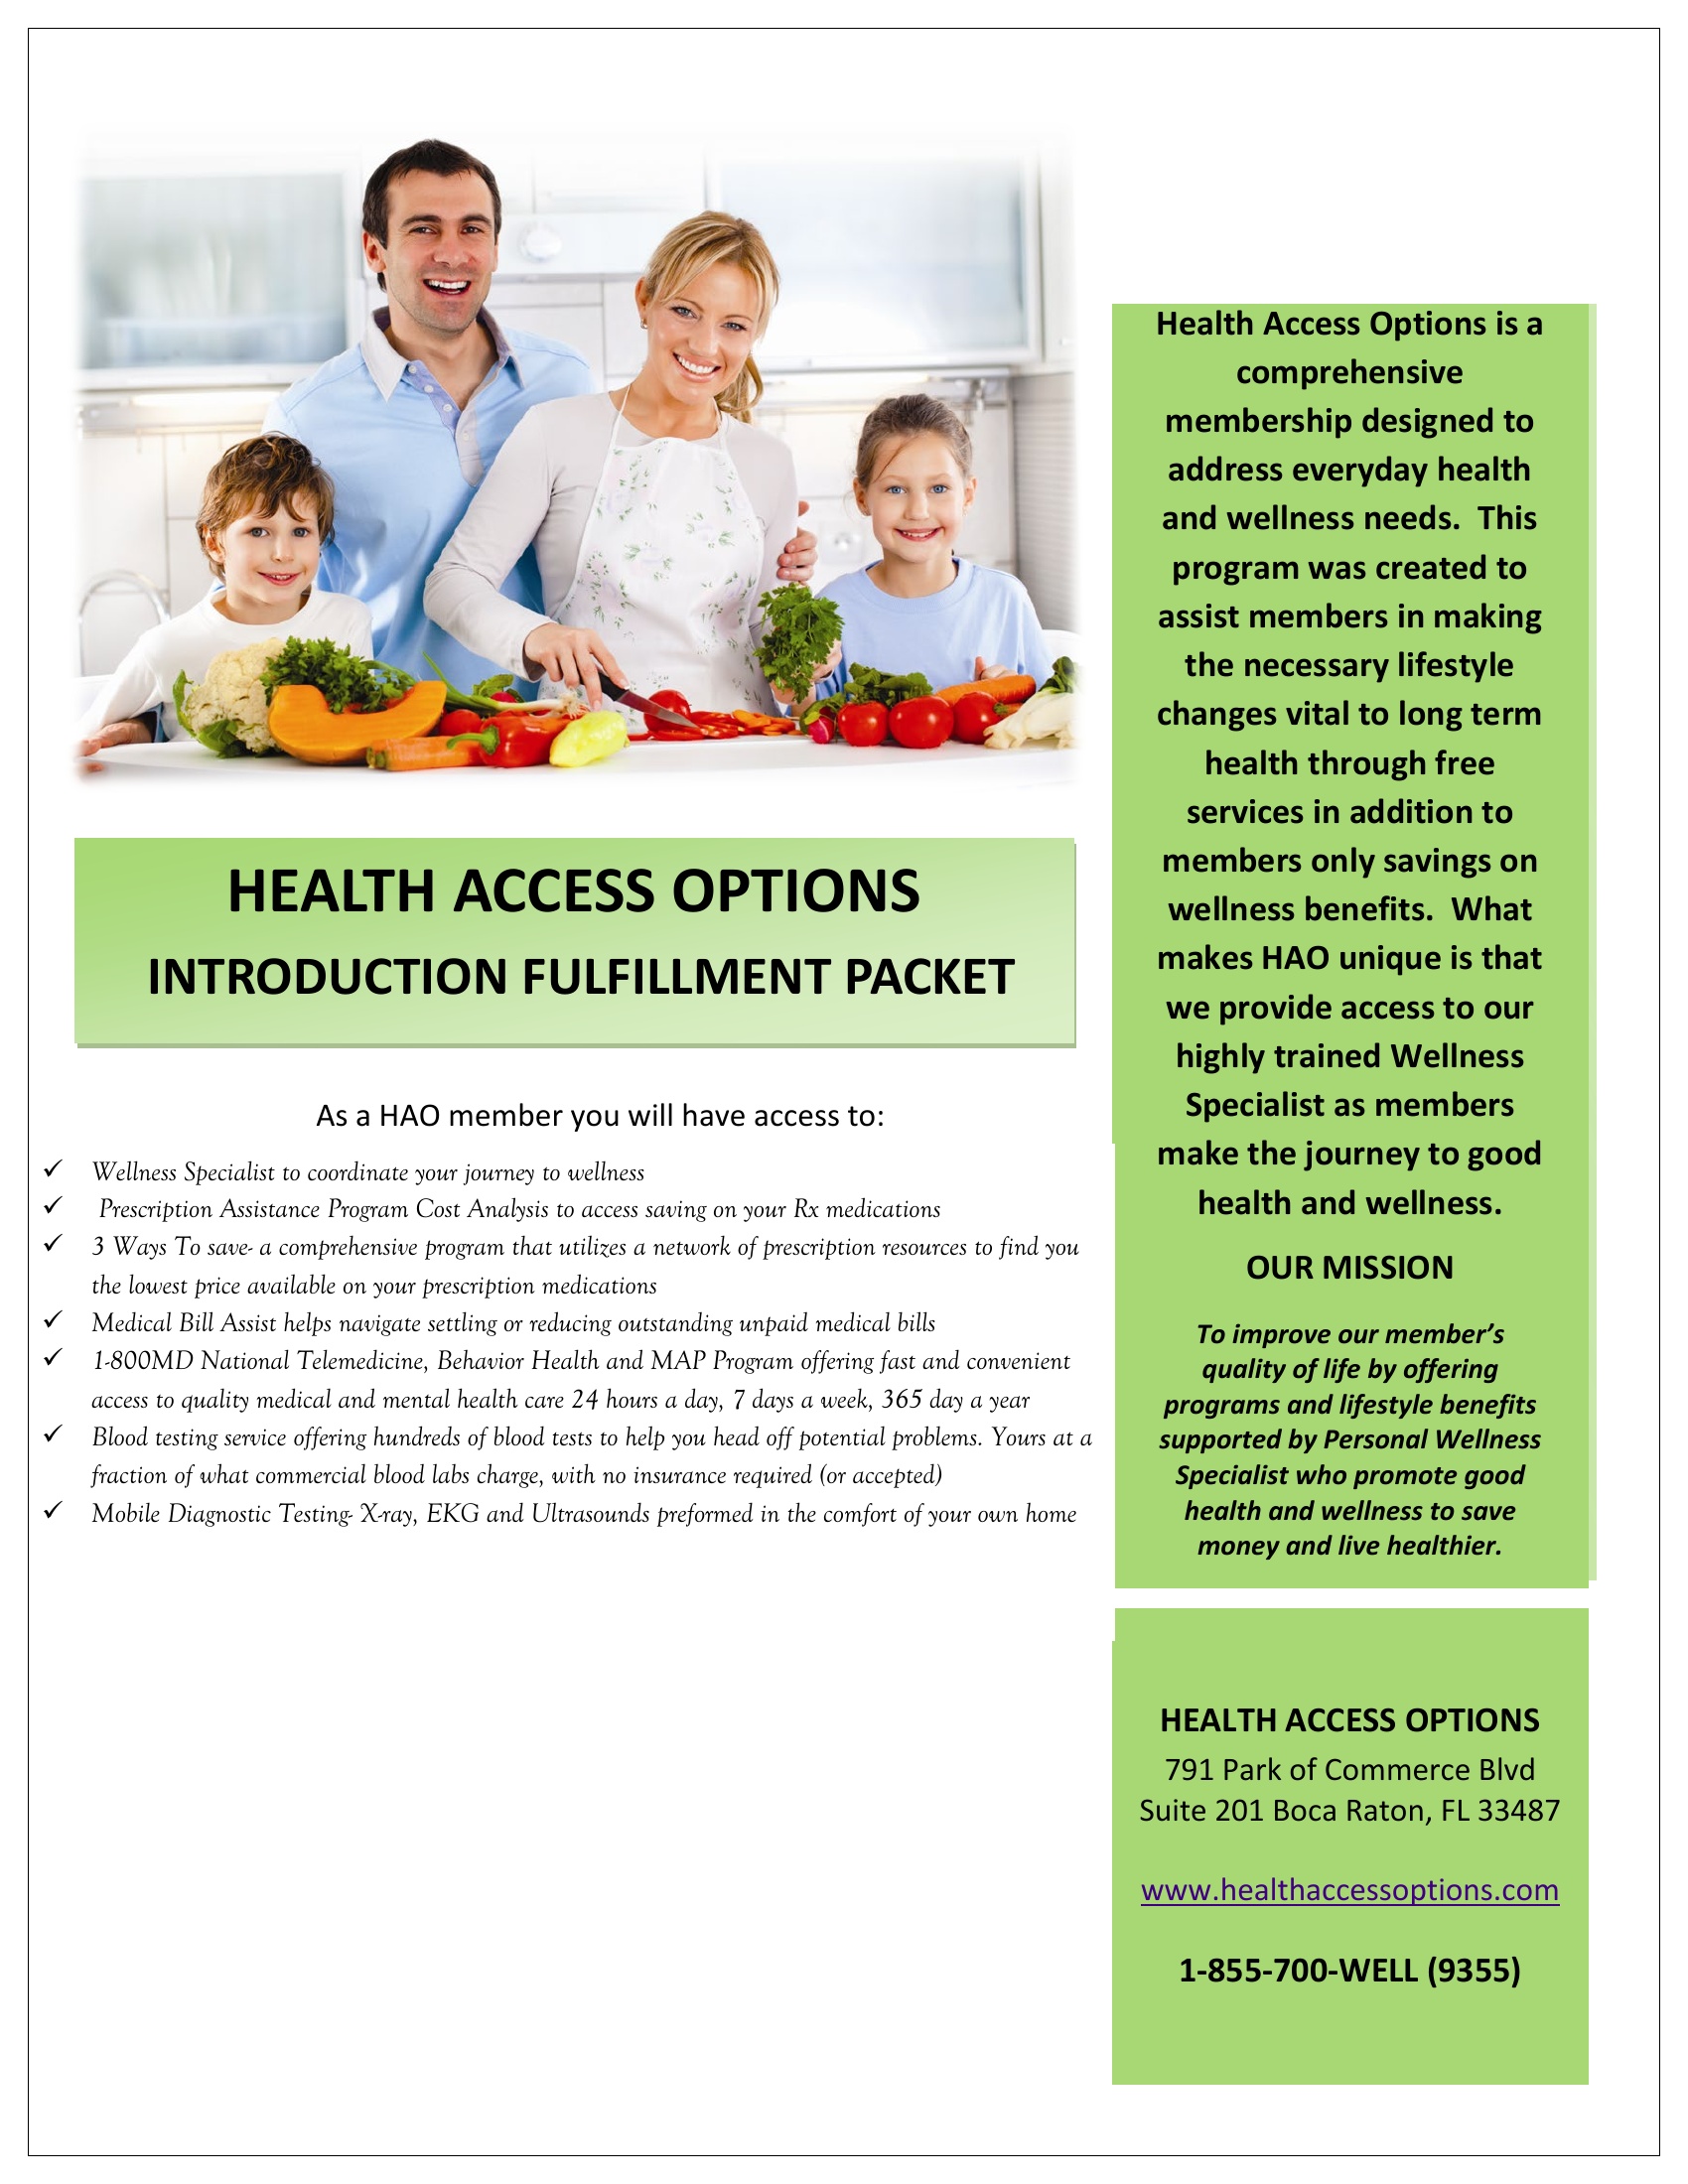 HEALTH ACCESS OPTIONS
INTRODUCTION FULFILLMENT PACKET
As a HAO member you will have access to:
✓ Wellness Specialist to coordinate your journey to wellness
✓ Prescription Assistance Program Cost Analysis to access saving on your Rx medications
✓ 3 Ways To save- a comprehensive program that utilizes a network of prescription resources to find you
the lowest price available on your prescription medications
✓ Medical Bill Assist helps navigate settling or reducing outstanding unpaid medical bills
✓ 1-800MD National Telemedicine, Behavior Health and MAP Program offering fast and convenient
access to quality medical and mental health care 24 hours a day, 7 days a week, 365 day a year
✓ Blood testing service offering hundreds of blood tests to help you head off potential problems. Yours at a
fraction of what commercial blood labs charge, with no insurance required (or accepted)
✓ Mobile Diagnostic Testing- X-ray, EKG and Ultrasounds preformed in the comfort of your own home
Health Access Options is a
comprehensive
membership designed to
address everyday health
and wellness needs. This
program was created to
assist members in making
the necessary lifestyle
changes vital to long term
health through free
services in addition to
members only savings on
wellness benefits. What
makes HAO unique is that
we provide access to our
highly trained Wellness
Specialist as members
make the journey to good
health and wellness.
OUR MISSION
To improve our member's
quality of life by offering
programs and lifestyle benefits
supported by Personal Wellness
Specialist who promote good
health and wellness to save
money and live healthier.
HEALTH ACCESS OPTIONS
791 Park of Commerce Blvd
Suite 201 Boca Raton, FL 33487
www.healthaccessoptions.com
1-855-700-WELL (9355)